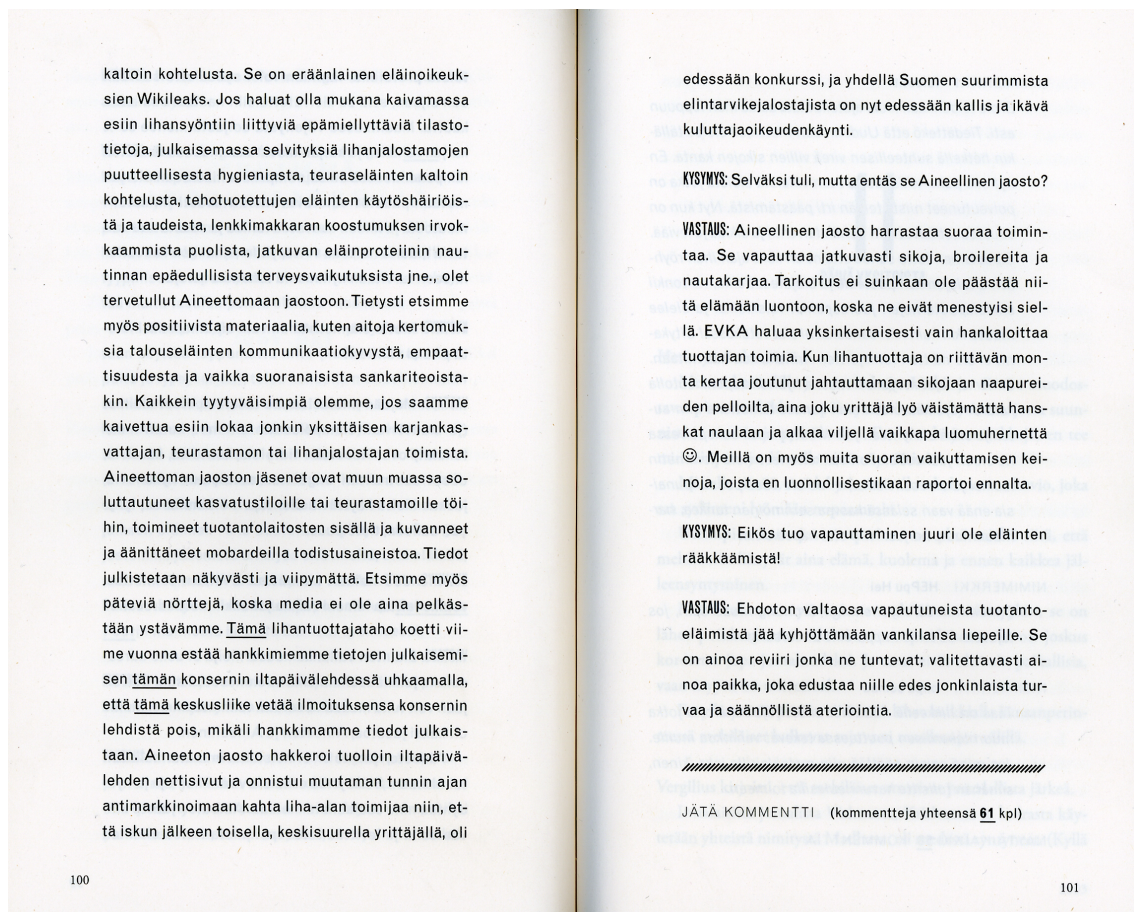 kaltoin kohtelusta. Se on eräänlainen eläinoikeuk-
sien Wikileaks. Jos haluat olla mukana kaivamassa
esiin lihansyöntiin liittyviä epämiellyttäviä tilasto-
tietoja, julkaisemassa selvityksiä lihanjalostamojen
puutteellisesta hygieniasta, teuraseläinten kaltoin
kohtelusta, tehotuotettujen eläinten käytöshäiriöis-
tä ja taudeista, lenkkimakkaran koostumuksen irvok-
kaammista puolista, jatkuvan eläinproteiinin nau-
tinnan epäedullisista terveysvaikutuksista jne., olet
tervetullut Aineettomaan jaostoon. Tietysti etsimme
myös positiivista materiaalia, kuten aitoja kertomuk-
sia talouseläinten kommunikaatiokyvystä, empaat-
tisuudesta ja vaikka suoranaisista sankariteoista-
kin. Kaikkein tyytyväisimpiä olemme, jos saamme
kaivettua esiin lokaa jonkin yksittäisen karjankas-
vattajan, teurastamon tai lihanjalostajan toimista.
Aineettoman jaoston jäsenet ovat muun muassa so-
luttautuneet kasvatustiloille tai teurastamoille töi-
hin, toimineet tuotantolaitosten sisällä ja kuvanneet
ja äänittäneet mobardeilla todistusaineistoa. Tiedot
julkistetaan näkyvästi ja viipymättä. Etsimme myös
päteviä nörttejä, koska media ei ole aina pelkäs-
tään ystävämme. Tämä lihantuottajataho koetti vii-
me vuonna estää hankkimiemme tietojen julkaisemi-
sen tämän konsernin iltapäivälehdessä uhkaamalla,
että tämä keskusliike vetää ilmoituksensa konsernin
lehdistä pois, mikäli hankkimamme tiedot julkais-
taan. Aineeton jaosto hakkeroi tuolloin iltapäivä-
lehden nettisivut ja onnistui muutaman tunnin ajan
antimarkkinoimaan kahta liha-alan toimijaa niin, et-
tä iskun jälkeen toisella, keskisuurella yrittäjällä, oli
100
edessään konkurssi, ja yhdellä Suomen suurimmista
elintarvikejalostajista on nyt edessään kallis ja ikävä
kuluttajaoikeudenkäynti.
KYSYMYS: Selväksi tuli, mutta entäs se Aineellinen jaosto?
VASTAUS: Aineellinen jaosto harrastaa suoraa toimin-
taa. Se vapauttaa jatkuvasti sikoja, broilereita ja
nautakarjaa. Tarkoitus ei suinkaan ole päästää nii-
tä elämään luontoon, koska ne eivät menestyisi siel-
lä. EVKA haluaa yksinkertaisesti vain hankaloittaa
tuottajan toimia. Kun lihantuottaja on riittävän mon-
ta kertaa joutunut jahtauttamaan sikojaan naapurei-
den pelloilta, aina joku yrittäjä lyö väistämättä hans-
kat naulaan ja alkaa viljellä vaikkapa luomuhernettä
☺. Meillä on myös muita suoran vaikuttamisen kei-
noja, joista en luonnollisestikaan raportoi ennalta.
KYSYMYS: Eikös tuo vapauttaminen juuri ole eläinten
rääkkäämistä!
VASTAUS: Ehdoton valtaosa vapautuneista tuotanto-
eläimistä jää kyhjöttämään vankilansa liepeille. Se
on ainoa reviiri jonka ne tuntevat; valitettavasti ai-
noa paikka, joka edustaa niille edes jonkinlaista tur-
vaa ja säännöllistä ateriointia.
JÄTÄ KOMMENTTI (kommentteja yhteensä 61 kpl)
101